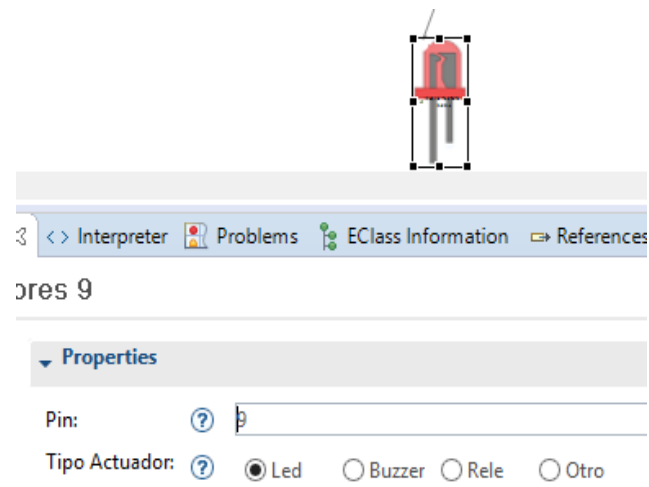 Interpreter Problems EClass Information References
ores 9
Properties
Pin: ? 9
Tipo Actuador: ? Led Buzzer Rele Otro